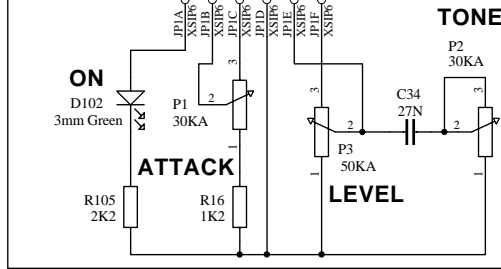 JP1A
XSIP6
JP1B
XSIP6
JP1C
XSIP6
JP1D
XSIP6
JP1E
XSIP6
JP1F
XSIP6
TONE
P2
30KA
ON
D102
3mm Green
P1
30KA
3
2
1
ATTACK
R105
2K2
R16
1K2
3
2
1
P3
50KA
LEVEL
C34
27N
3
2
1